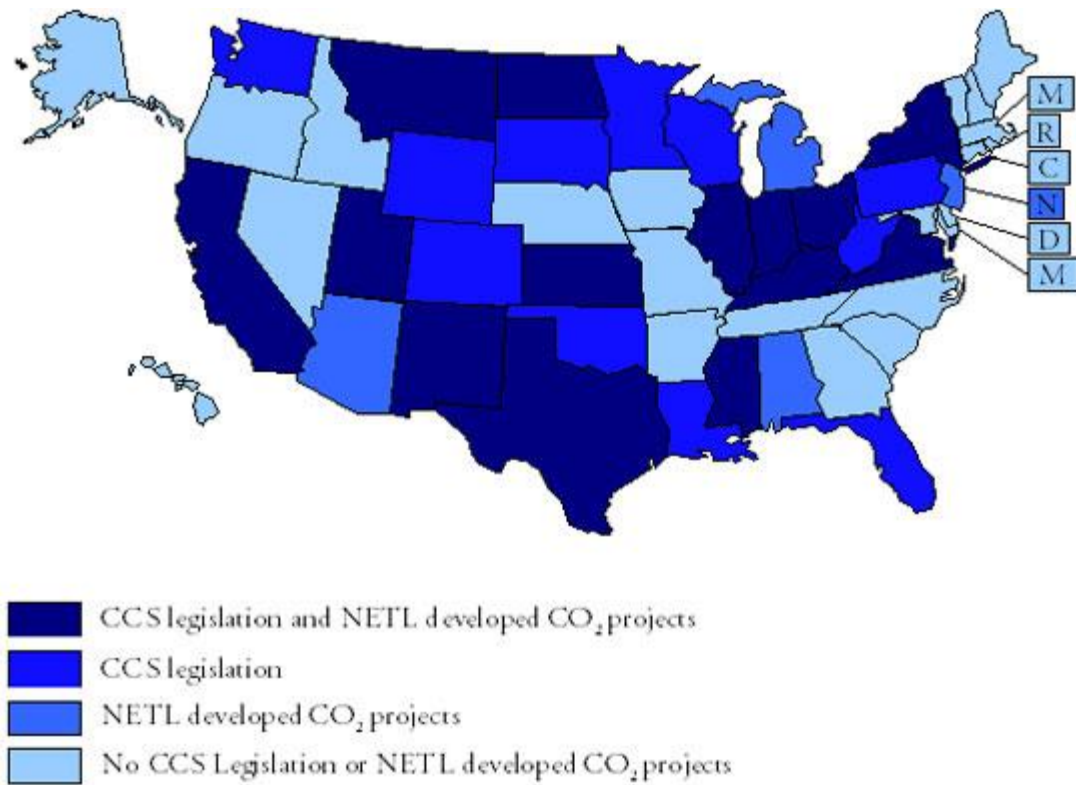 M
R
C
N
D
M
CCS legislation and NETL developed CO₂ projects
CCS legislation
NETL developed CO₂ projects
No CCS Legislation or NETL developed CO₂ projects